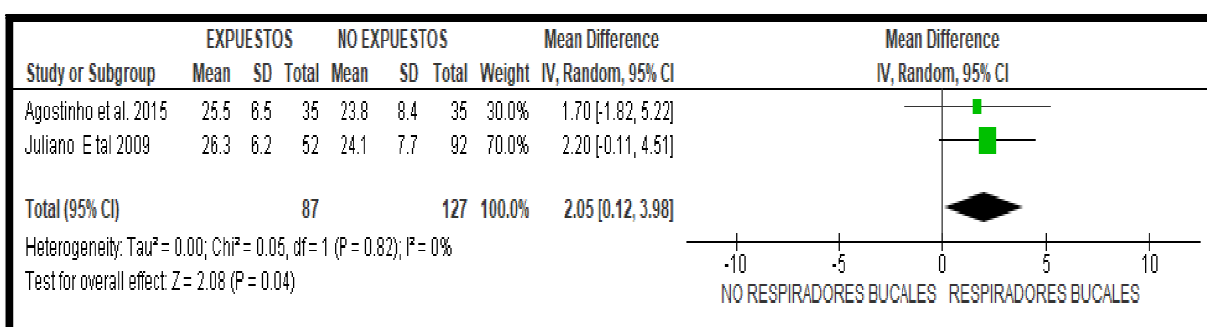 EXPUESTOS NO EXPUESTOS Mean Difference Mean Difference
Study or Subgroup Mean SD Total Mean SD Total Weight IV, Random, 95% CI IV, Random, 95% CI
Agostinho et al. 2015 25.5 6.5 35 23.8 8.4 35 30.0% 1.70 [-1.82, 5.22]
Juliano E tal 2009 26.3 6.2 52 24.1 7.7 92 70.0% 2.20 [-0.11, 4.51]
Total (95% CI) 87 127 100.0% 2.05 [0.12, 3.98]
Heterogeneity: Tau² = 0.00; Chi² = 0.05, df = 1 (P = 0.82); I² = 0%
Test for overall effect: Z = 2.08 (P = 0.04)
-10 -5 0 5 10
NO RESPIRADORES BUCALES RESPIRADORES BUCALES